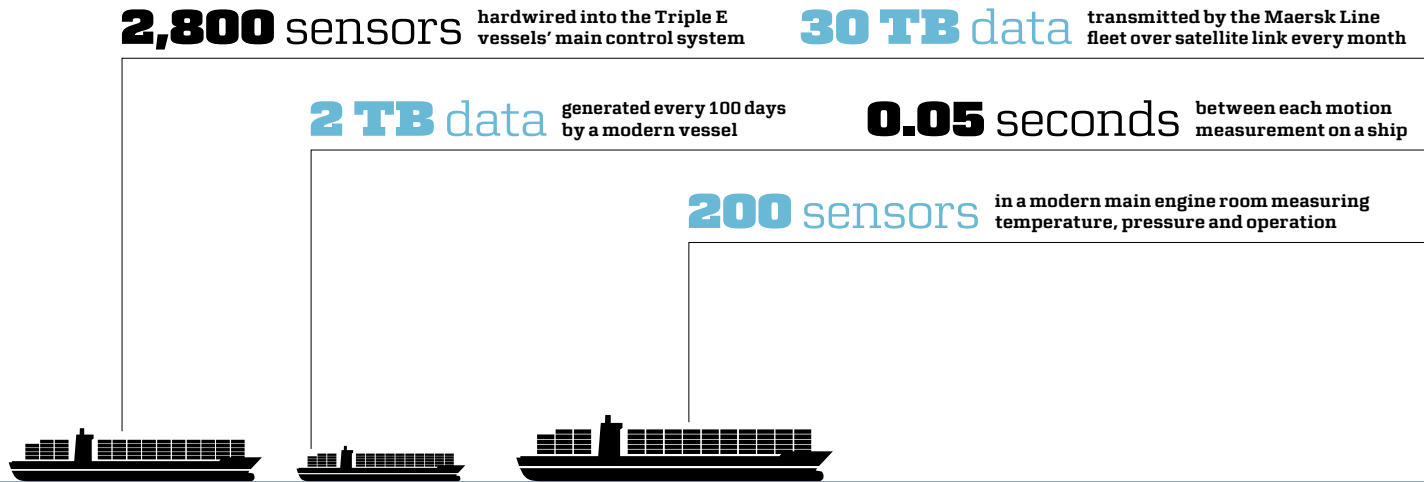 2,800 sensors hardwired into the Triple E
vessels' main control system
30 TB data transmitted by the Maersk Line
fleet over satellite link every month
2 TB data generated every 100 days
by a modern vessel
0.05 seconds between each motion
measurement on a ship
200 sensors in a modern main engine room measuring
temperature, pressure and operation